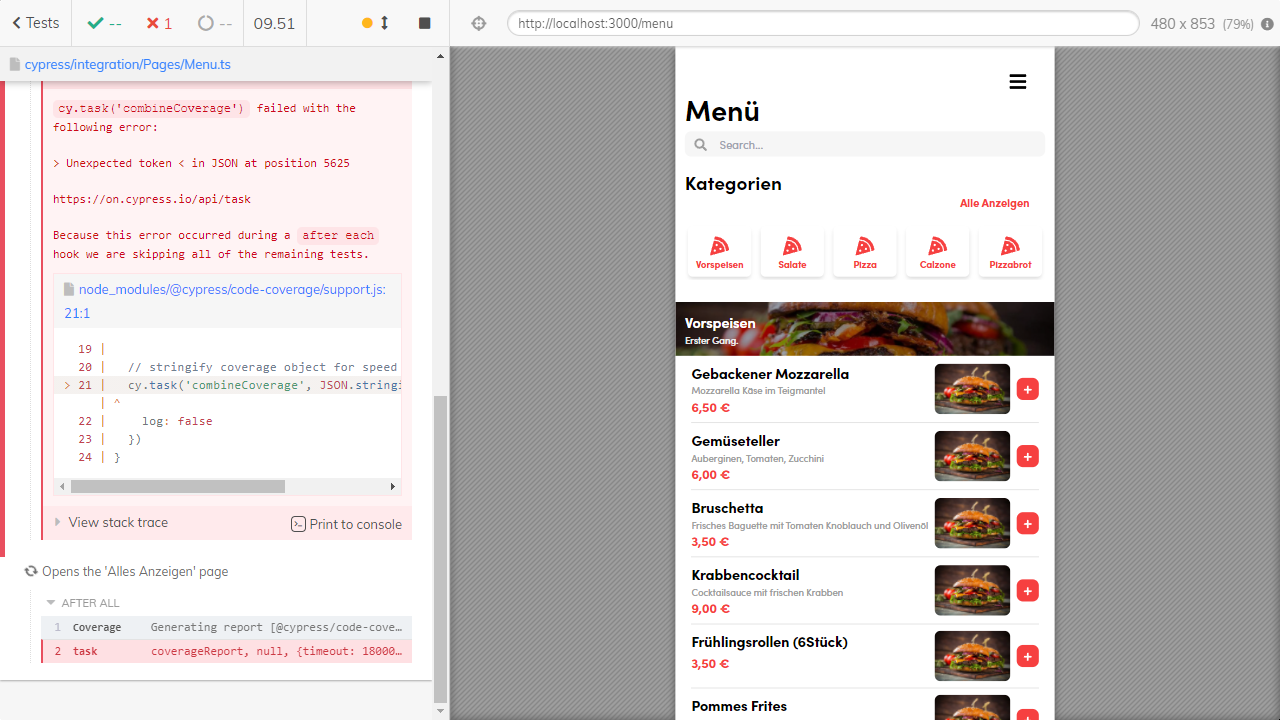 Tests
--
1
--
09.51
http://localhost:3000/menu
480 x 853 (79%)
cypress/integration/Pages/Menu.ts
cy.task('combineCoverage') failed with the
following error:
> Unexpected token < in JSON at position 5625
https://on.cypress.io/api/task
Because this error occurred during a after each
hook we are skipping all of the remaining tests.
node_modules/@cypress/code-coverage/support.js:
21:1
19 |
20 | // stringify coverage object for speed
> 21 | cy.task('combineCoverage', JSON.stringi
| ^
22 | log: false
23 | })
24 | }
View stack trace
Print to console
Opens the 'Alles Anzeigen' page
AFTER ALL
1 Coverage Generating report [@cypress/code-cove…
2 task coverageReport, null, {timeout: 18000…
Menü
Search...
Kategorien
Alle Anzeigen
Vorspeisen
Salate
Pizza
Calzone
Pizzabrot
Vorspeisen
Erster Gang.
Gebackener Mozzarella
Mozzarella Käse im Teigmantel
6,50 €
+
Gemüseteller
Auberginen, Tomaten, Zucchini
6,00 €
+
Bruschetta
Frisches Baguette mit Tomaten Knoblauch und Olivenöl
3,50 €
+
Krabbencocktail
Cocktailsauce mit frischen Krabben
9,00 €
+
Frühlingsrollen (6Stück)
3,50 €
+
Pommes Frites
+